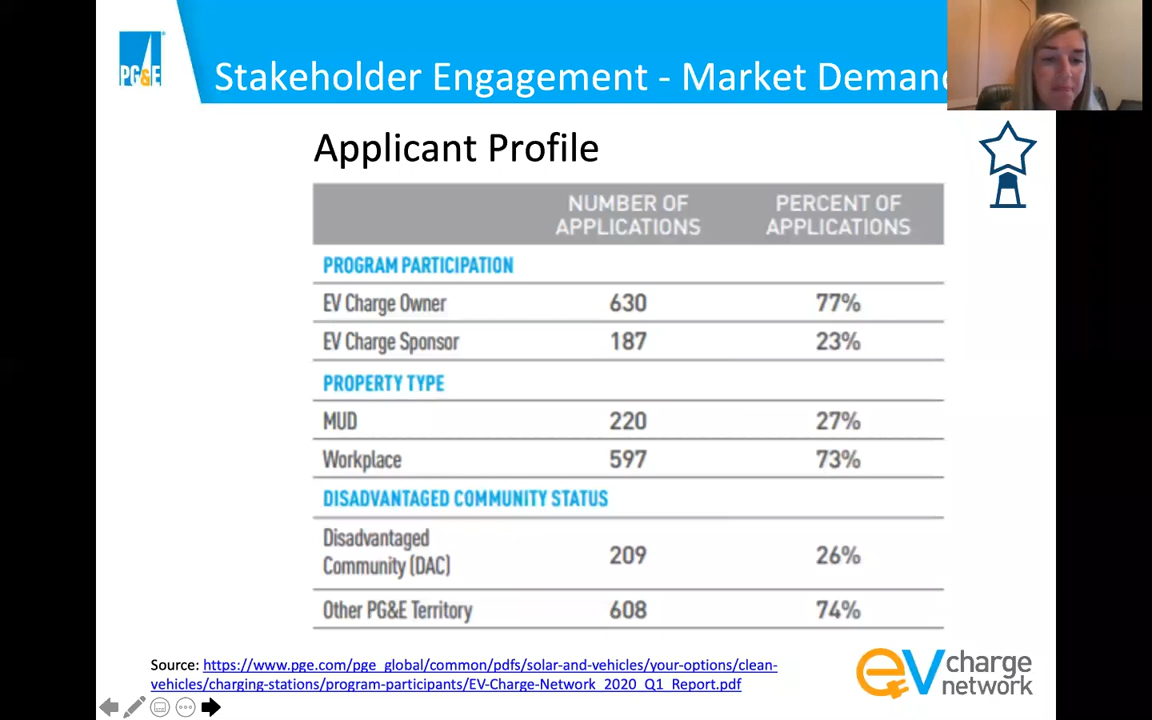 PG&E
Stakeholder Engagement - Market Deman
Applicant Profile
NUMBER OF APPLICATIONS
PERCENT OF APPLICATIONS
PROGRAM PARTICIPATION
EV Charge Owner 630 77%
EV Charge Sponsor 187 23%
PROPERTY TYPE
MUD 220 27%
Workplace 597 73%
DISADVANTAGED COMMUNITY STATUS
Disadvantaged
Community (DAC) 209 26%
Other PG&E Territory 608 74%
Source: https://www.pge.com/pge_global/common/pdfs/solar-and-vehicles/your-options/clean-
vehicles/charging-stations/program-participants/EV-Charge-Network_2020_Q1_Report.pdf
eV charge
network